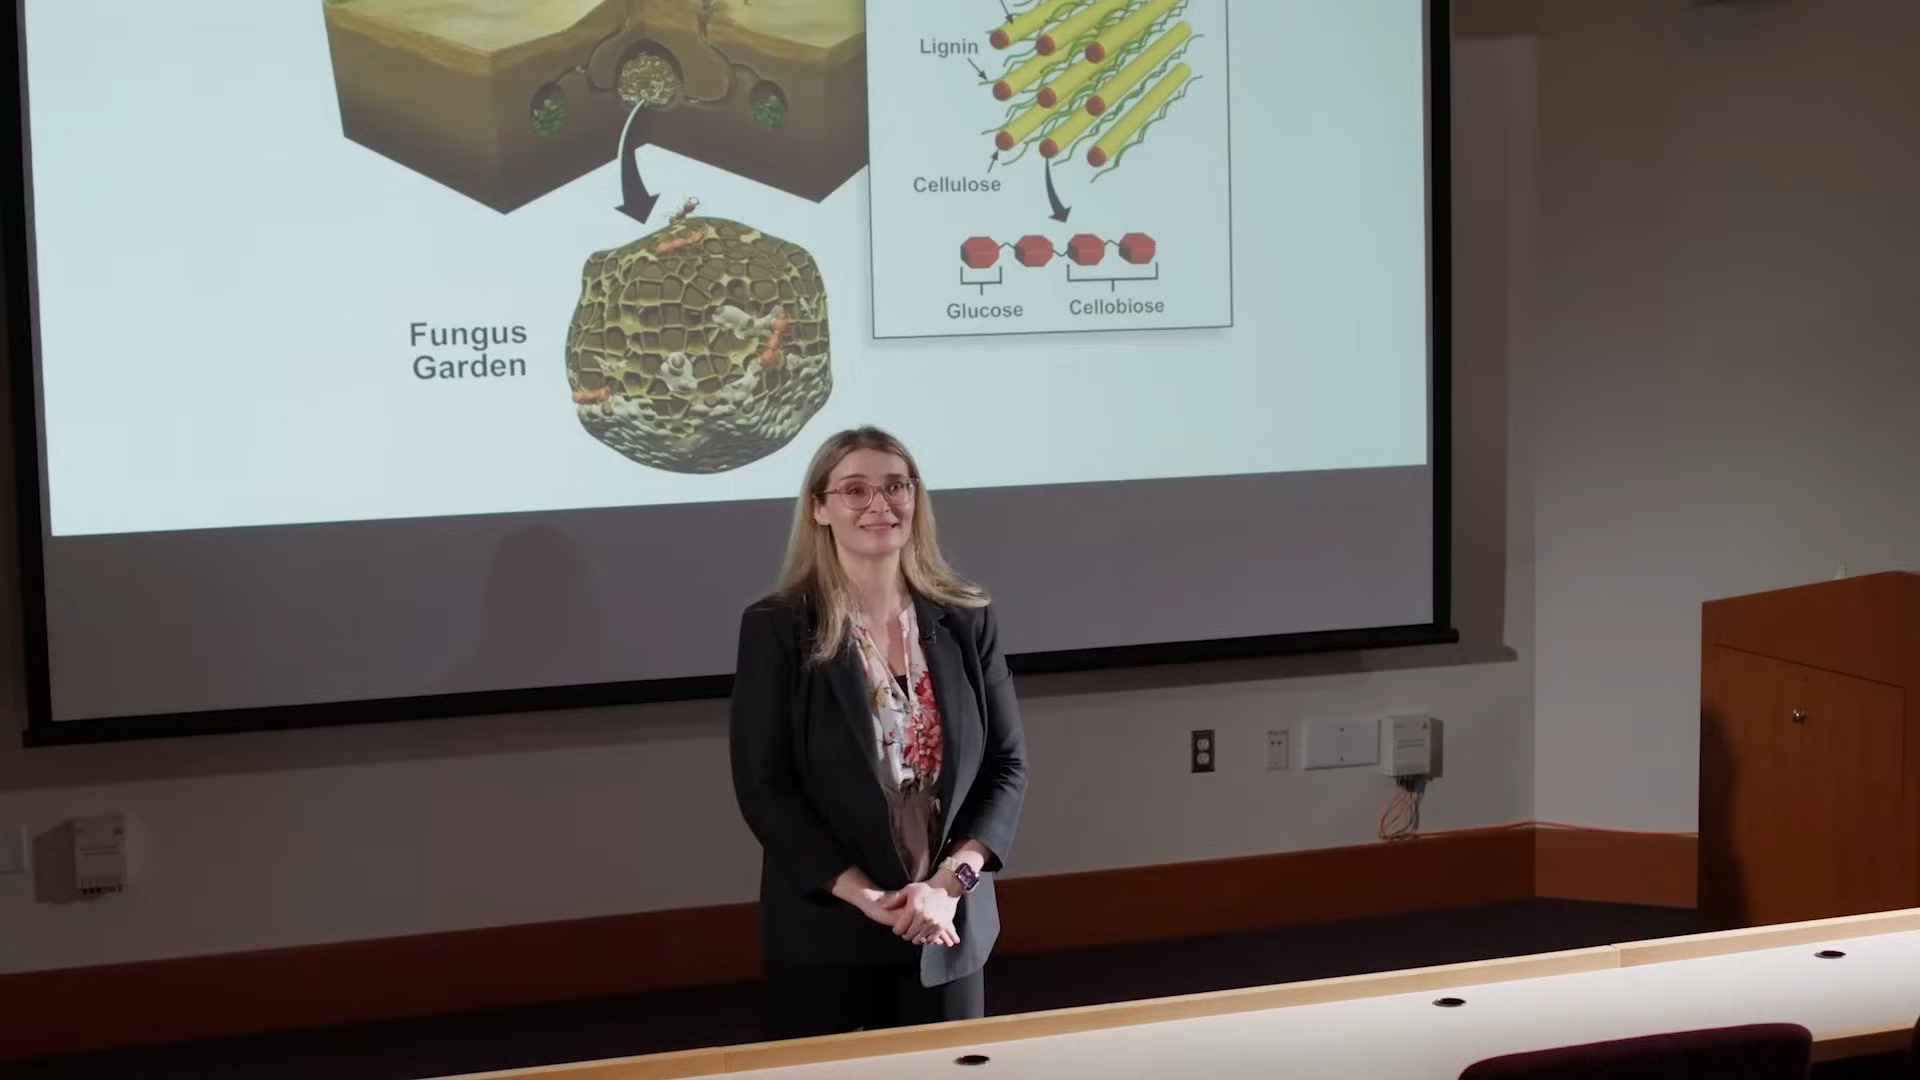 Lignin
Cellulose
Glucose
Cellobiose
Fungus
Garden